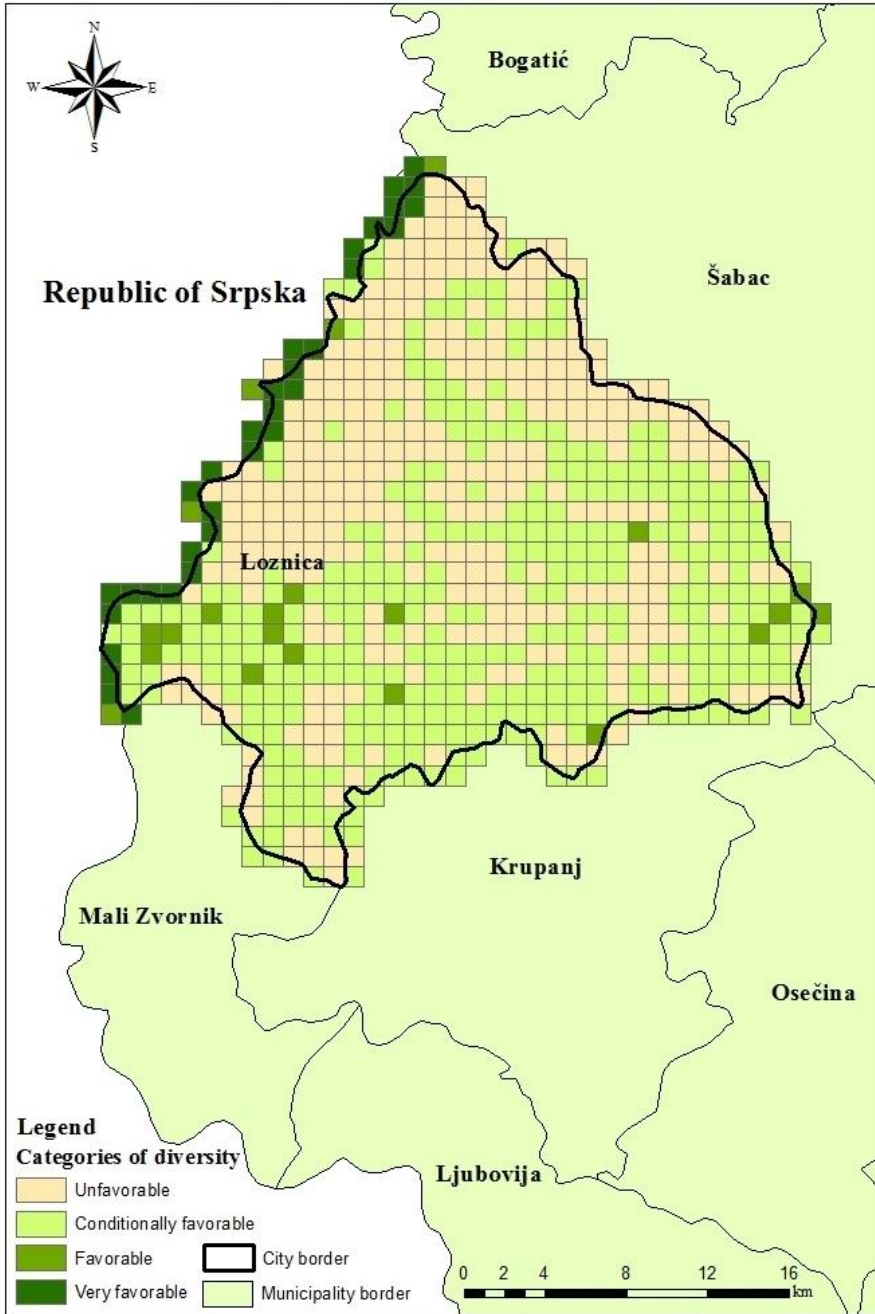 N
W E
S
Bogatić
Šabac
Republic of Srpska
Loznica
Krupanj
Mali Zvornik
Osečina
Ljubovija
Legend
Categories of diversity
Unfavorable
Conditionally favorable
Favorable City border
Very favorable Municipality border
0 2 4 8 12 16
km